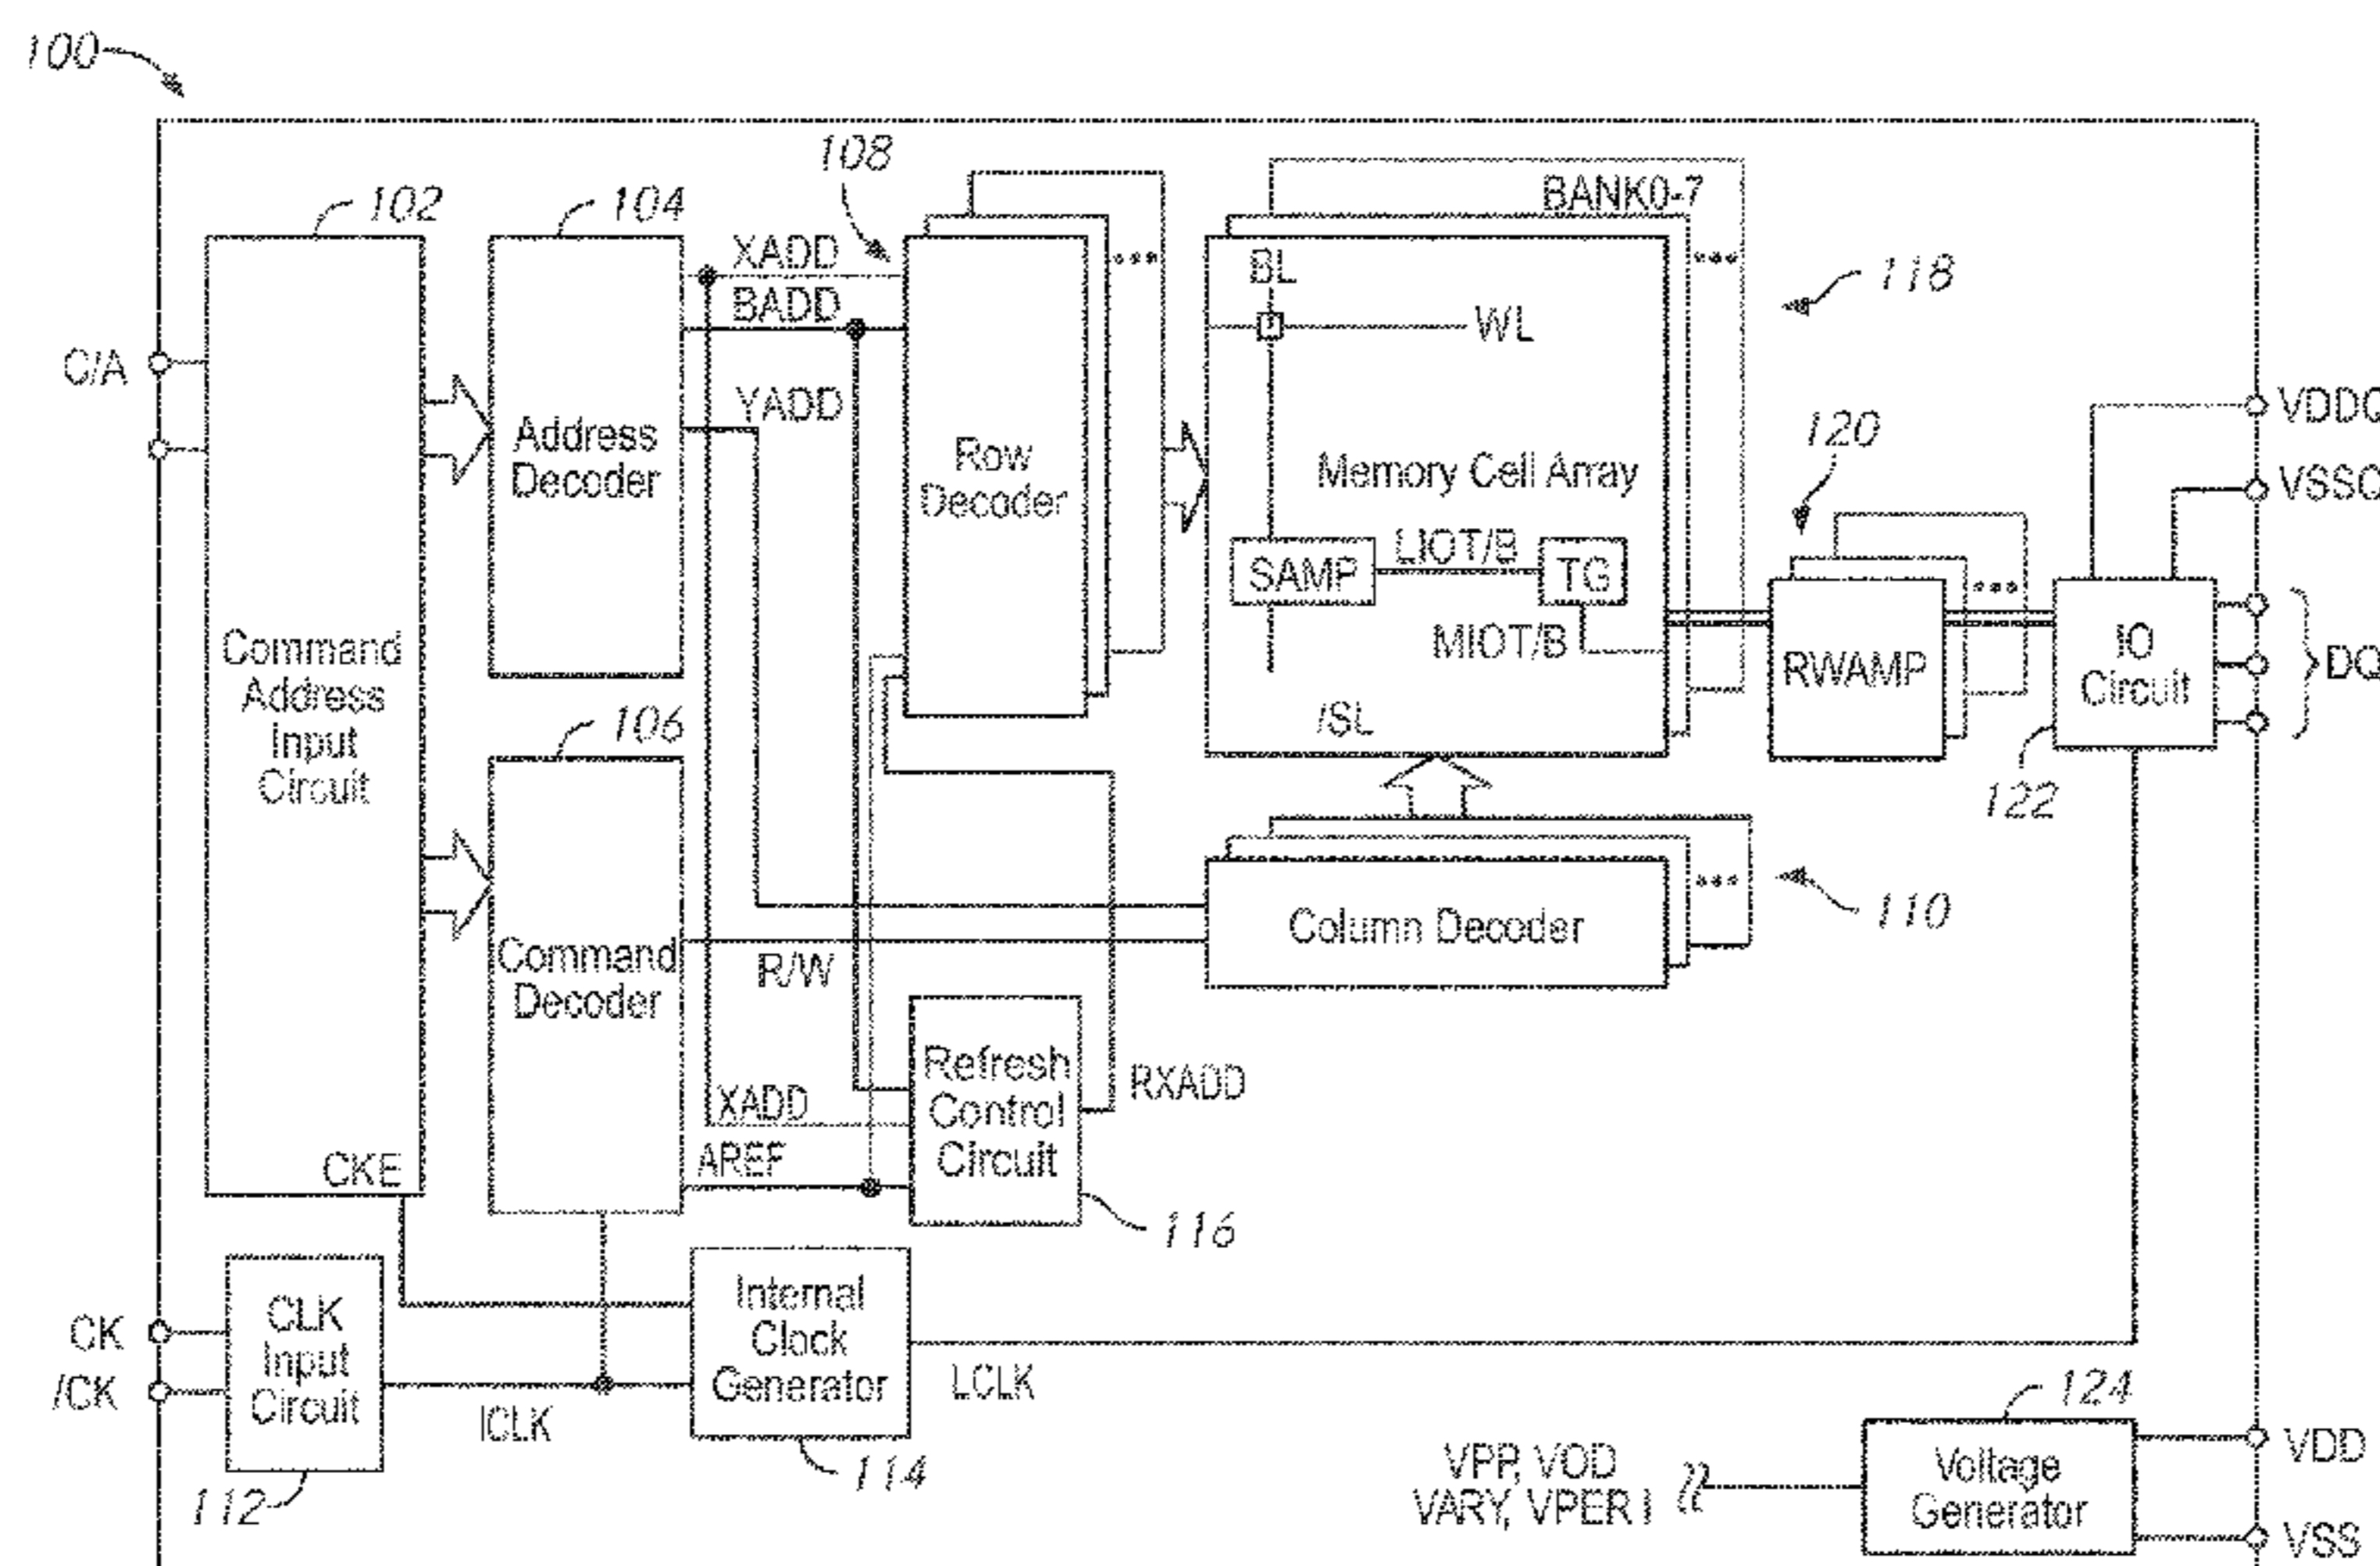 100
108
102
104
BANK0-7
XADD
BL
118
BADD
WL
C/A
YADD
VDDQ
Address
Decoder
Row
Decoder
Memory Cell Array
120
VSSQ
SAMP
LIOT/B
TG
Command
Address
Input
Circuit
MIOT/B
RWAMP
IO
Circuit
DQ
106
/SL
122
Column Decoder
110
Command
Decoder
R/W
Refresh
Control
Circuit
RXADD
XADD
AREF
CKE
116
CK
/CK
CLK
Input
Circuit
Internal
Clock
Generator
LCLK
ICLK
124
112
114
VPP, VOD
VARY, VPER I
Voltage
Generator
VDD
VSS